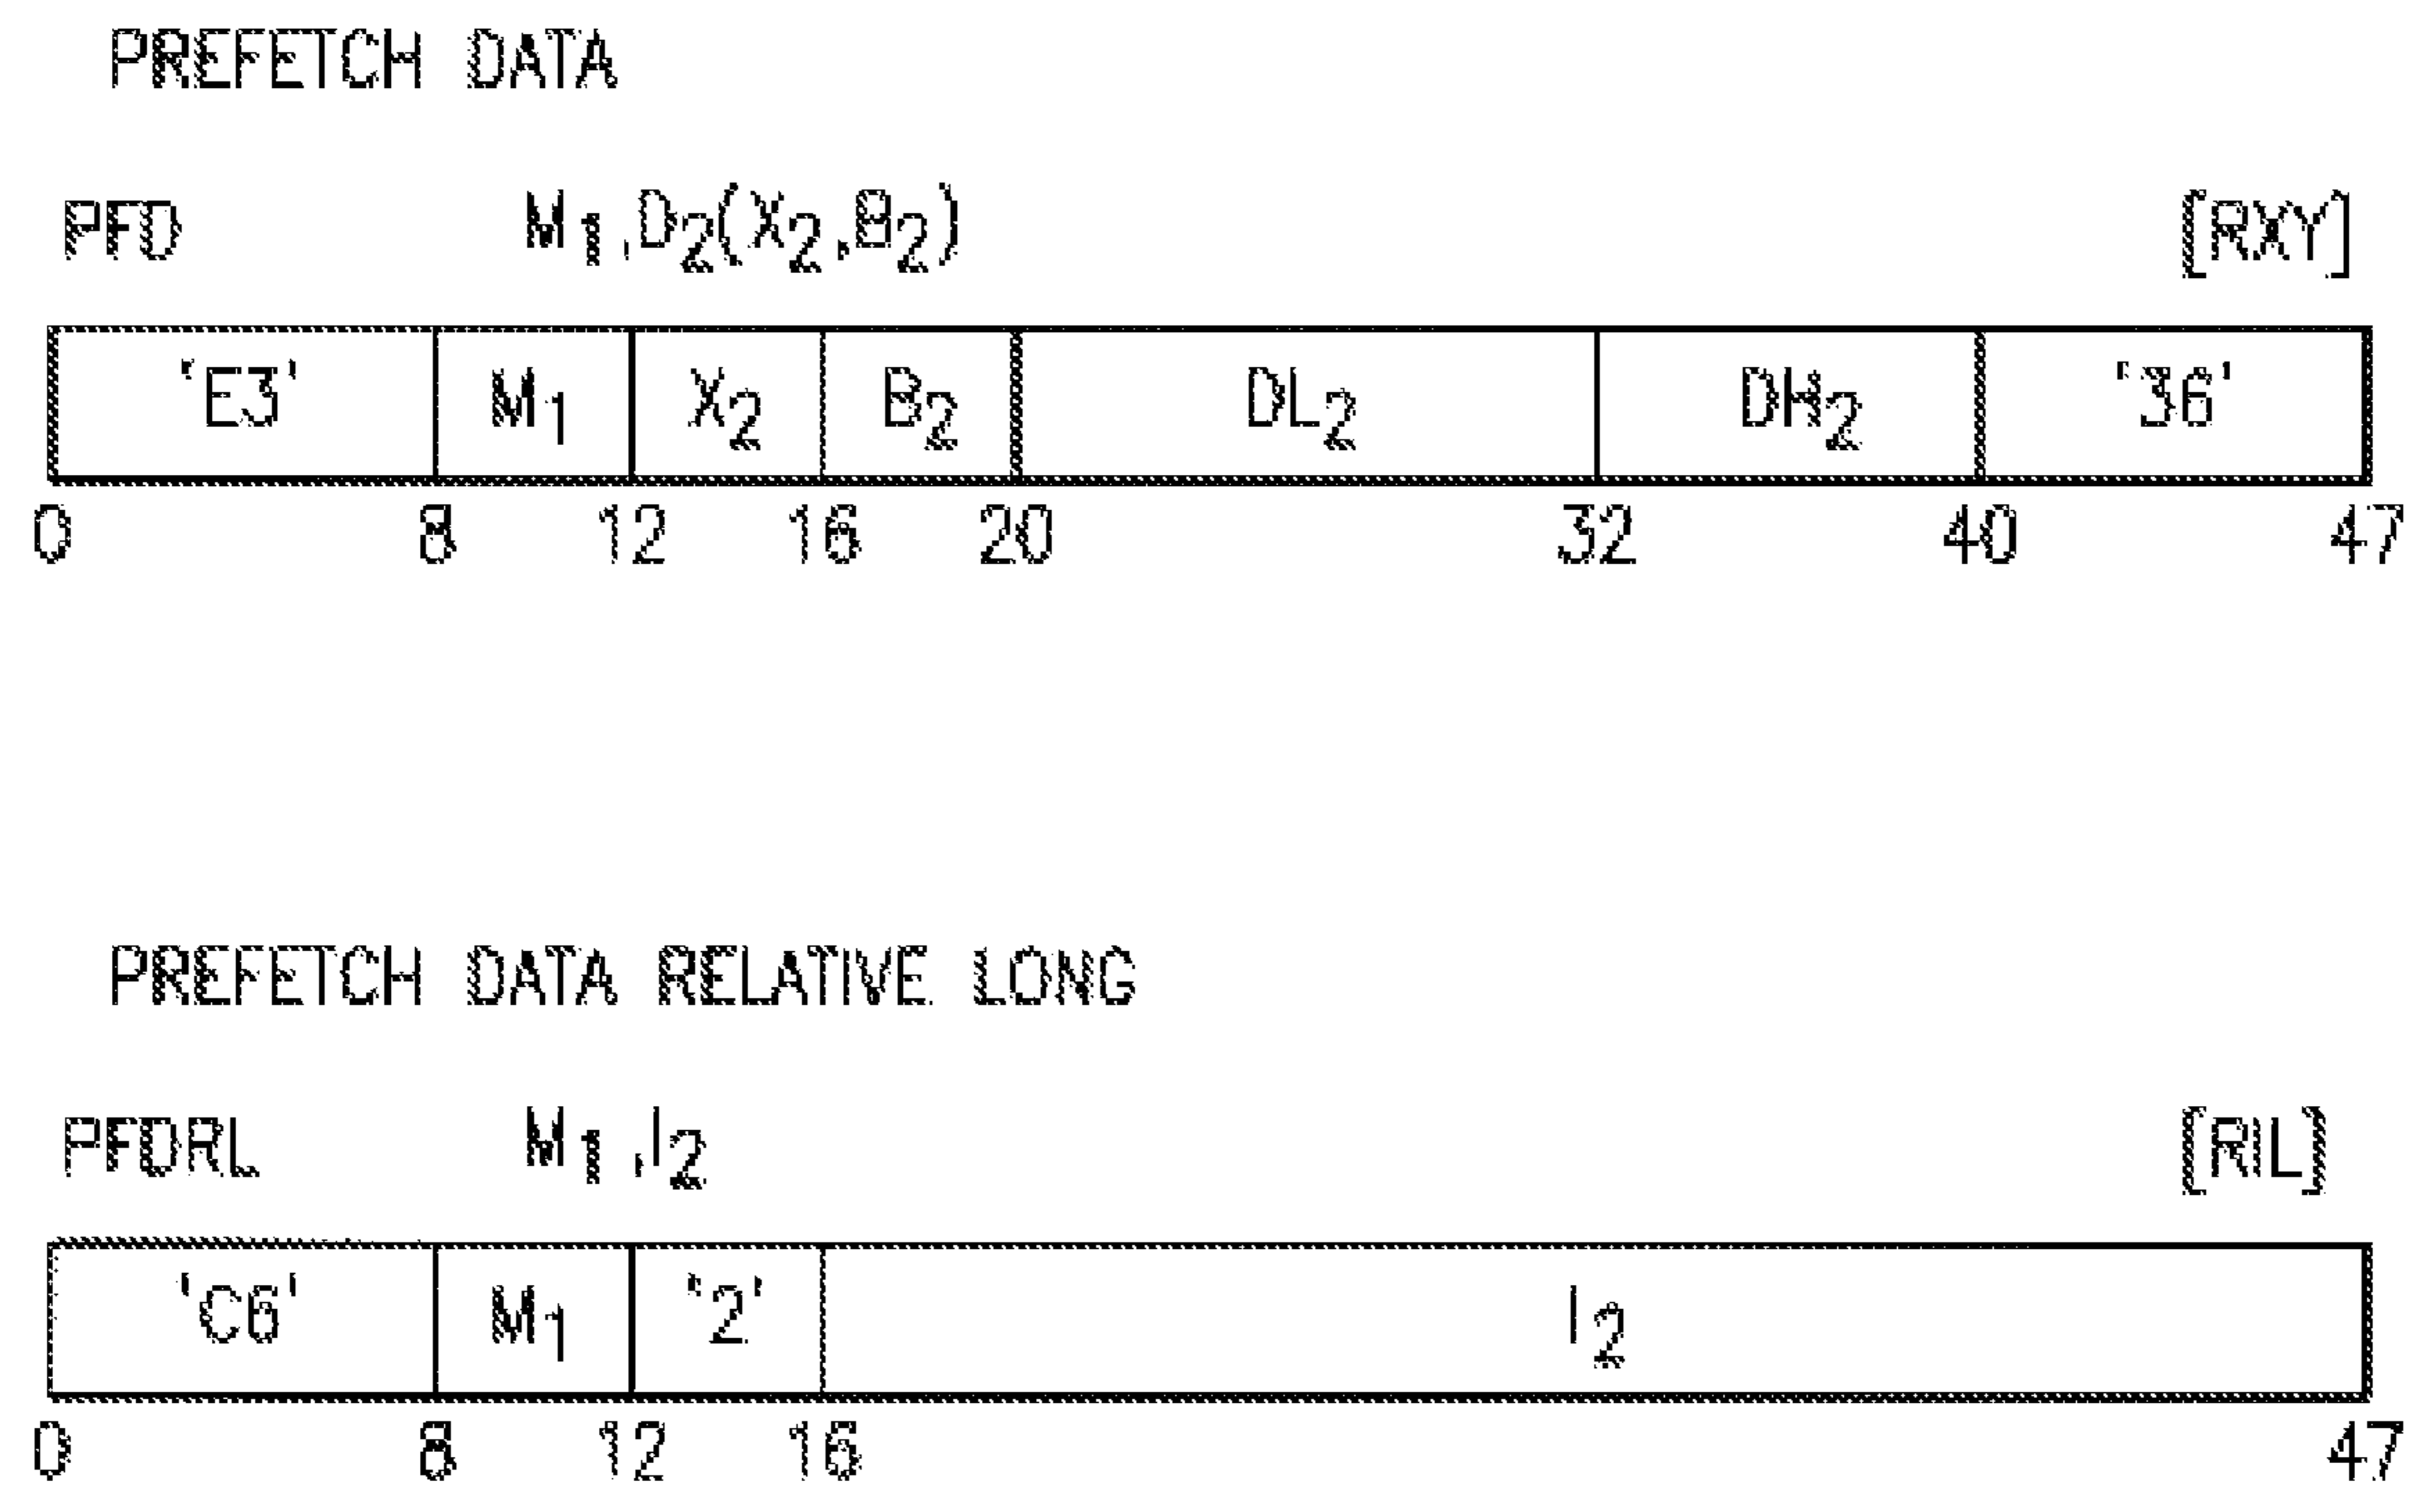 PREFETCH DATA
PFD M1,D2(X2,B2) [RXY]
'E3' M1 X2 B2 DL2 DH2 '36'
0 8 12 16 20 32 40 47
PREFETCH DATA RELATIVE LONG
PFDRL M1,I2 [RIL]
'C6' M1 '2' I2
0 8 12 16 47